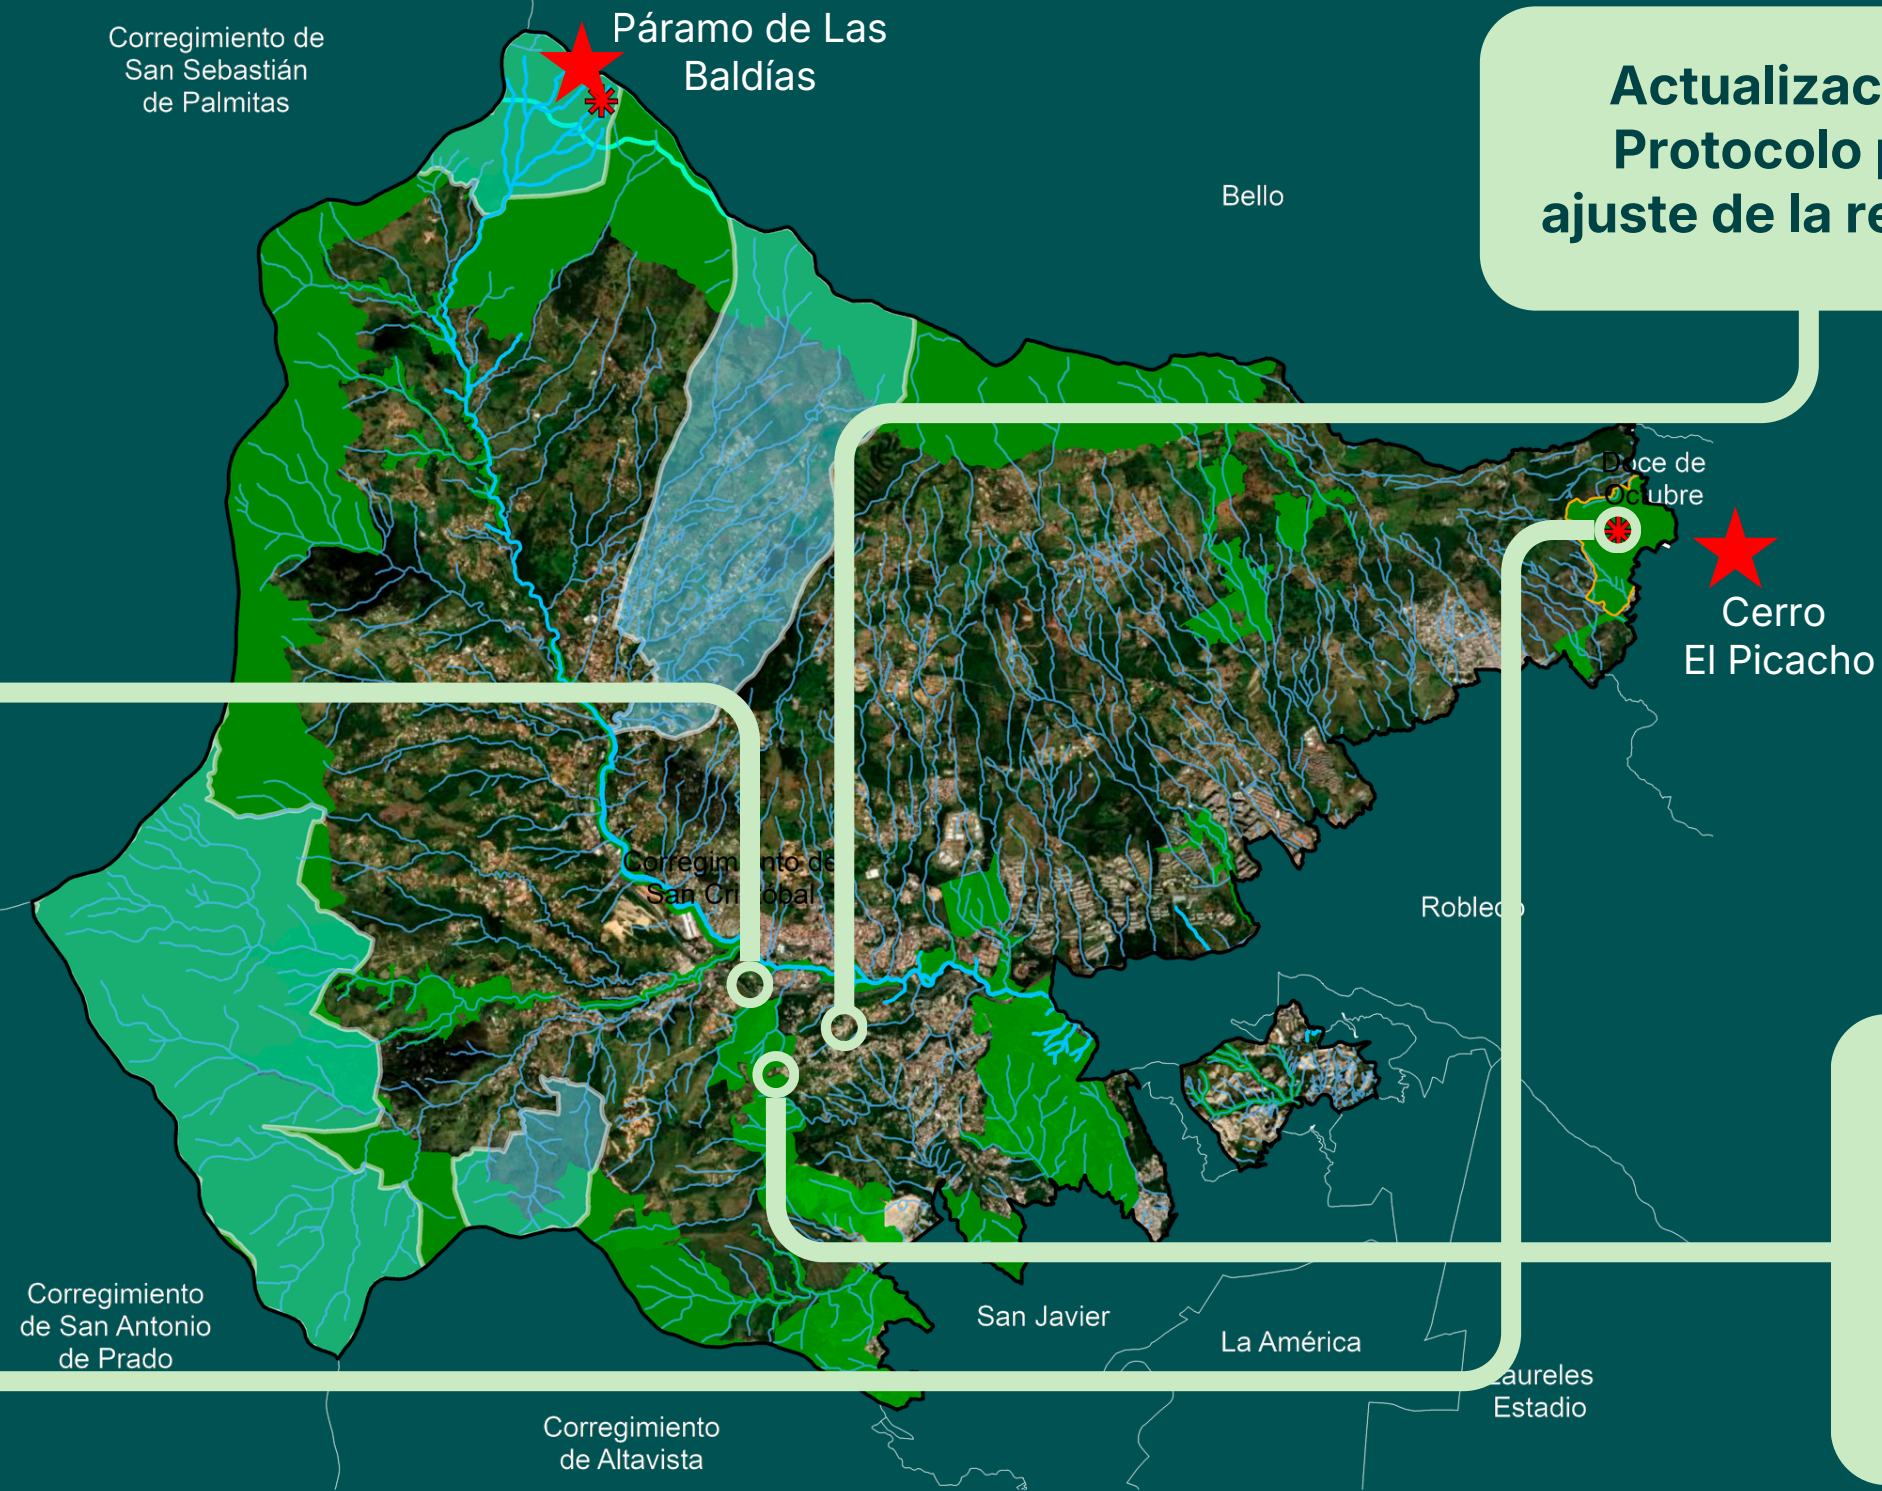 Corregimiento de
San Sebastián
de Palmitas
Páramo de Las
Baldías
Protocolo
ajuste de la
Bello
Doce de
Octubre
Cerro
El Picacho
Corregimiento de
San Cristóbal
Robledo
Corregimiento
de San Antonio
de Prado
San Javier
La América
Laureles
Estadio
Corregimiento
de Altavista